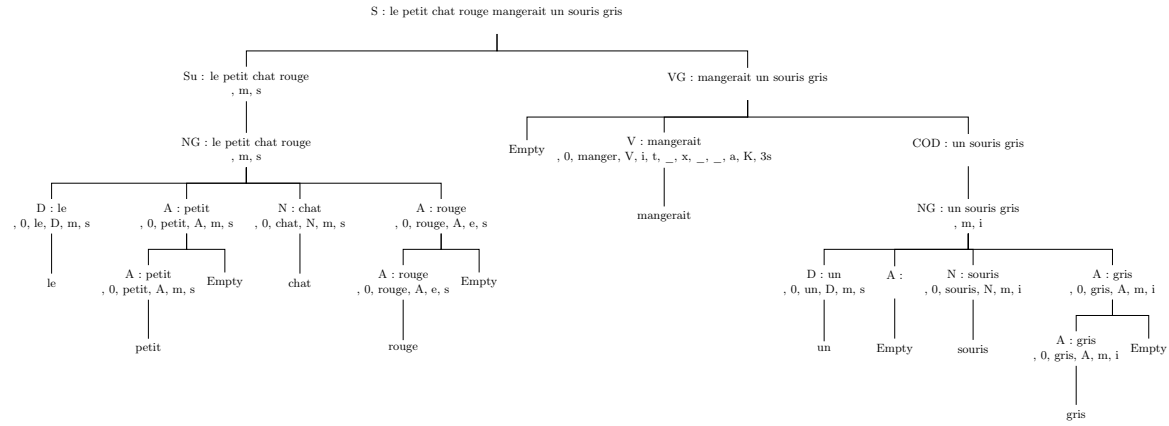 S : le petit chat rouge mangerait un souris gris
Su : le petit chat rouge
, m, s
VG : mangerait un souris gris
NG : le petit chat rouge
, m, s
Empty
V : mangerait
, 0, manger, V, i, t, _, x, _, _, a, K, 3s
COD : un souris gris
D : le
, 0, le, D, m, s
A : petit
, 0, petit, A, m, s
N : chat
, 0, chat, N, m, s
A : rouge
, 0, rouge, A, e, s
mangerait
NG : un souris gris
, m, i
le
A : petit
, 0, petit, A, m, s
Empty
chat
A : rouge
, 0, rouge, A, e, s
Empty
D : un
, 0, un, D, m, s
A :
N : souris
, 0, souris, N, m, i
A : gris
, 0, gris, A, m, i
petit
rouge
un
Empty
souris
A : gris
, 0, gris, A, m, i
Empty
gris